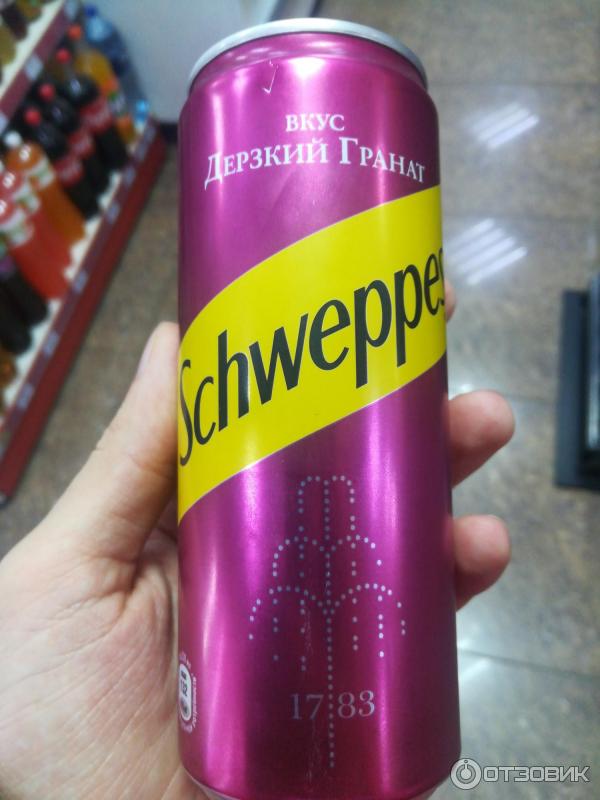 ВКУС
ДЕРЗКИЙ ГРАНАТ
Schweppes
17 83
ОТЗОВИК